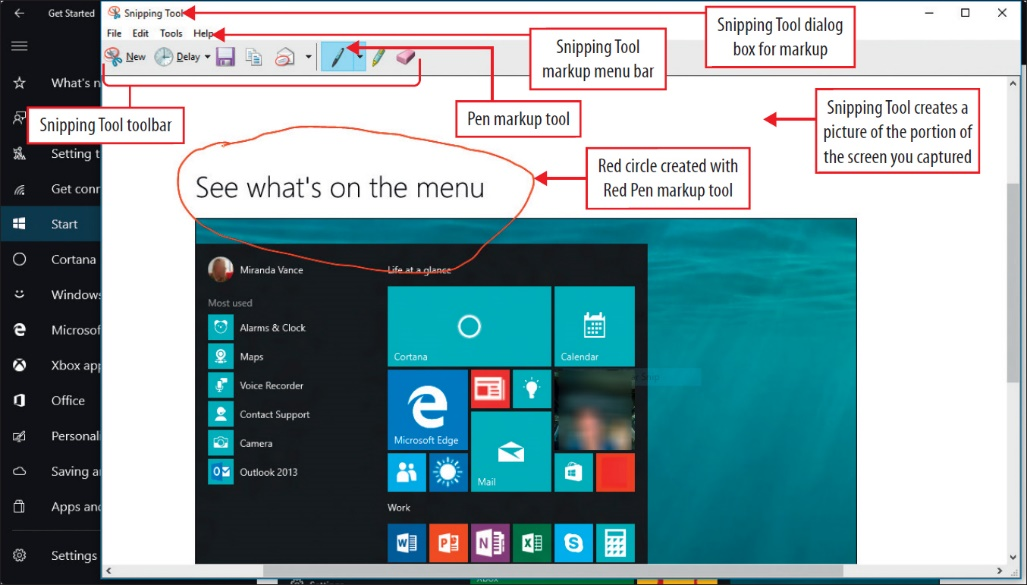 Get Started
Snipping Tool
File Edit Tools Help
New Delay
Snipping Tool dialog
box for markup
Snipping Tool
markup menu bar
Pen markup tool
Snipping Tool toolbar
Snipping Tool creates a
picture of the portion of
the screen you captured
Red circle created with
Red Pen markup tool
What's n
Setting t
Get conn
Start
Cortana
Windows
Microsof
Xbox app
Office
Personali
Saving a
Apps and
Settings
See what's on the menu
Miranda Vance
Most used
Alarms & Clock
Maps
Voice Recorder
Contact Support
Camera
Outlook 2013
Life at a glance
Cortana
Calendar
Microsoft Edge
Mail
Work
Settings
Xbox